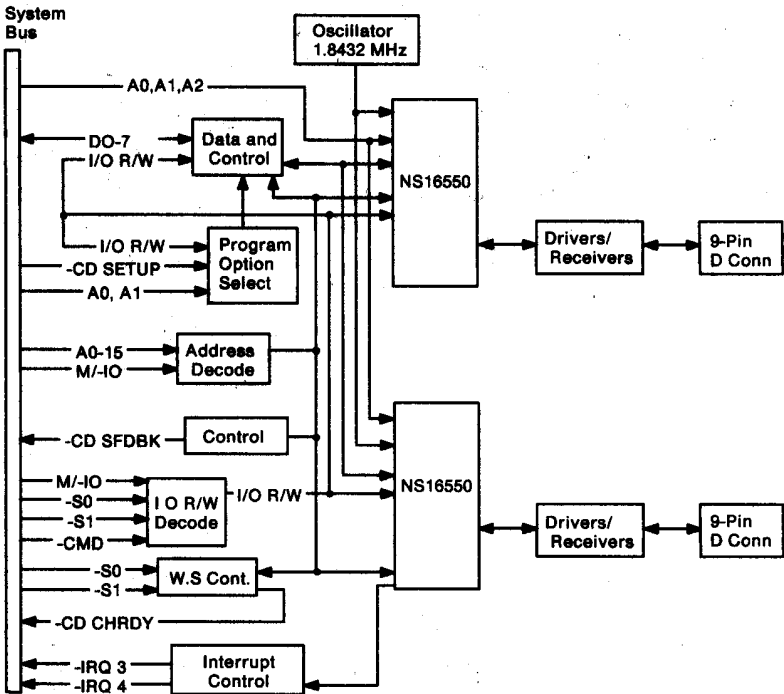 System
Bus
Oscillator
1.8432 MHz
A0,A1,A2
DO-7
I/O R/W
Data and
Control
NS16550
I/O R/W
-CD SETUP
A0, A1
Program
Option
Select
Drivers/
Receivers
9-Pin
D Conn
A0-15
M/-IO
Address
Decode
-CD SFDBK
Control
M/-IO
-S0
-S1
-CMD
I O R/W
Decode
I/O R/W
NS16550
Drivers/
Receivers
9-Pin
D Conn
-S0
-S1
W.S Cont.
-CD CHRDY
-IRQ 3
-IRQ 4
Interrupt
Control